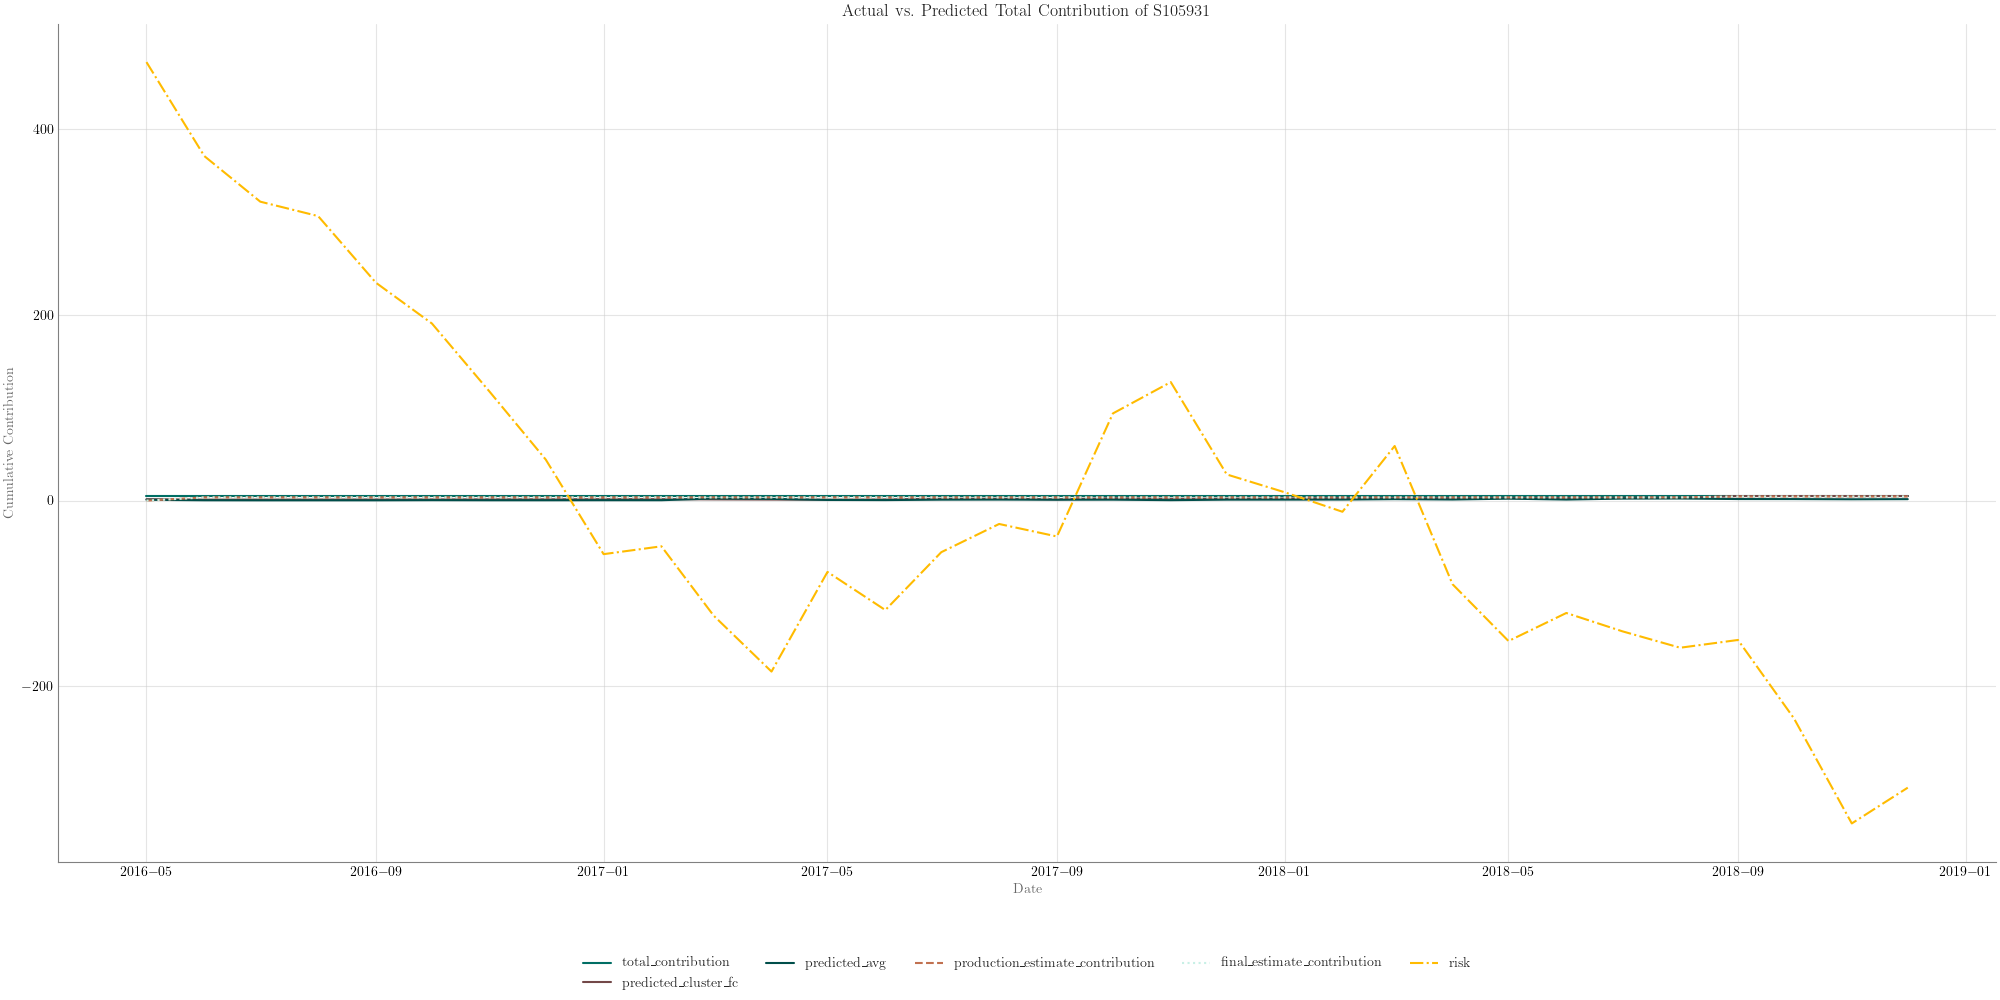 Actual vs. Predicted Total Contribution of S105931
Cumulative Contribution
400
200
0
−200
2016−05 2016−09 2017−01 2017−05 2017−09 2018−01 2018−05 2018−09 2019−01
Date
total_contribution predicted_avg production_estimate_contribution final_estimate_contribution risk
predicted_cluster_fc